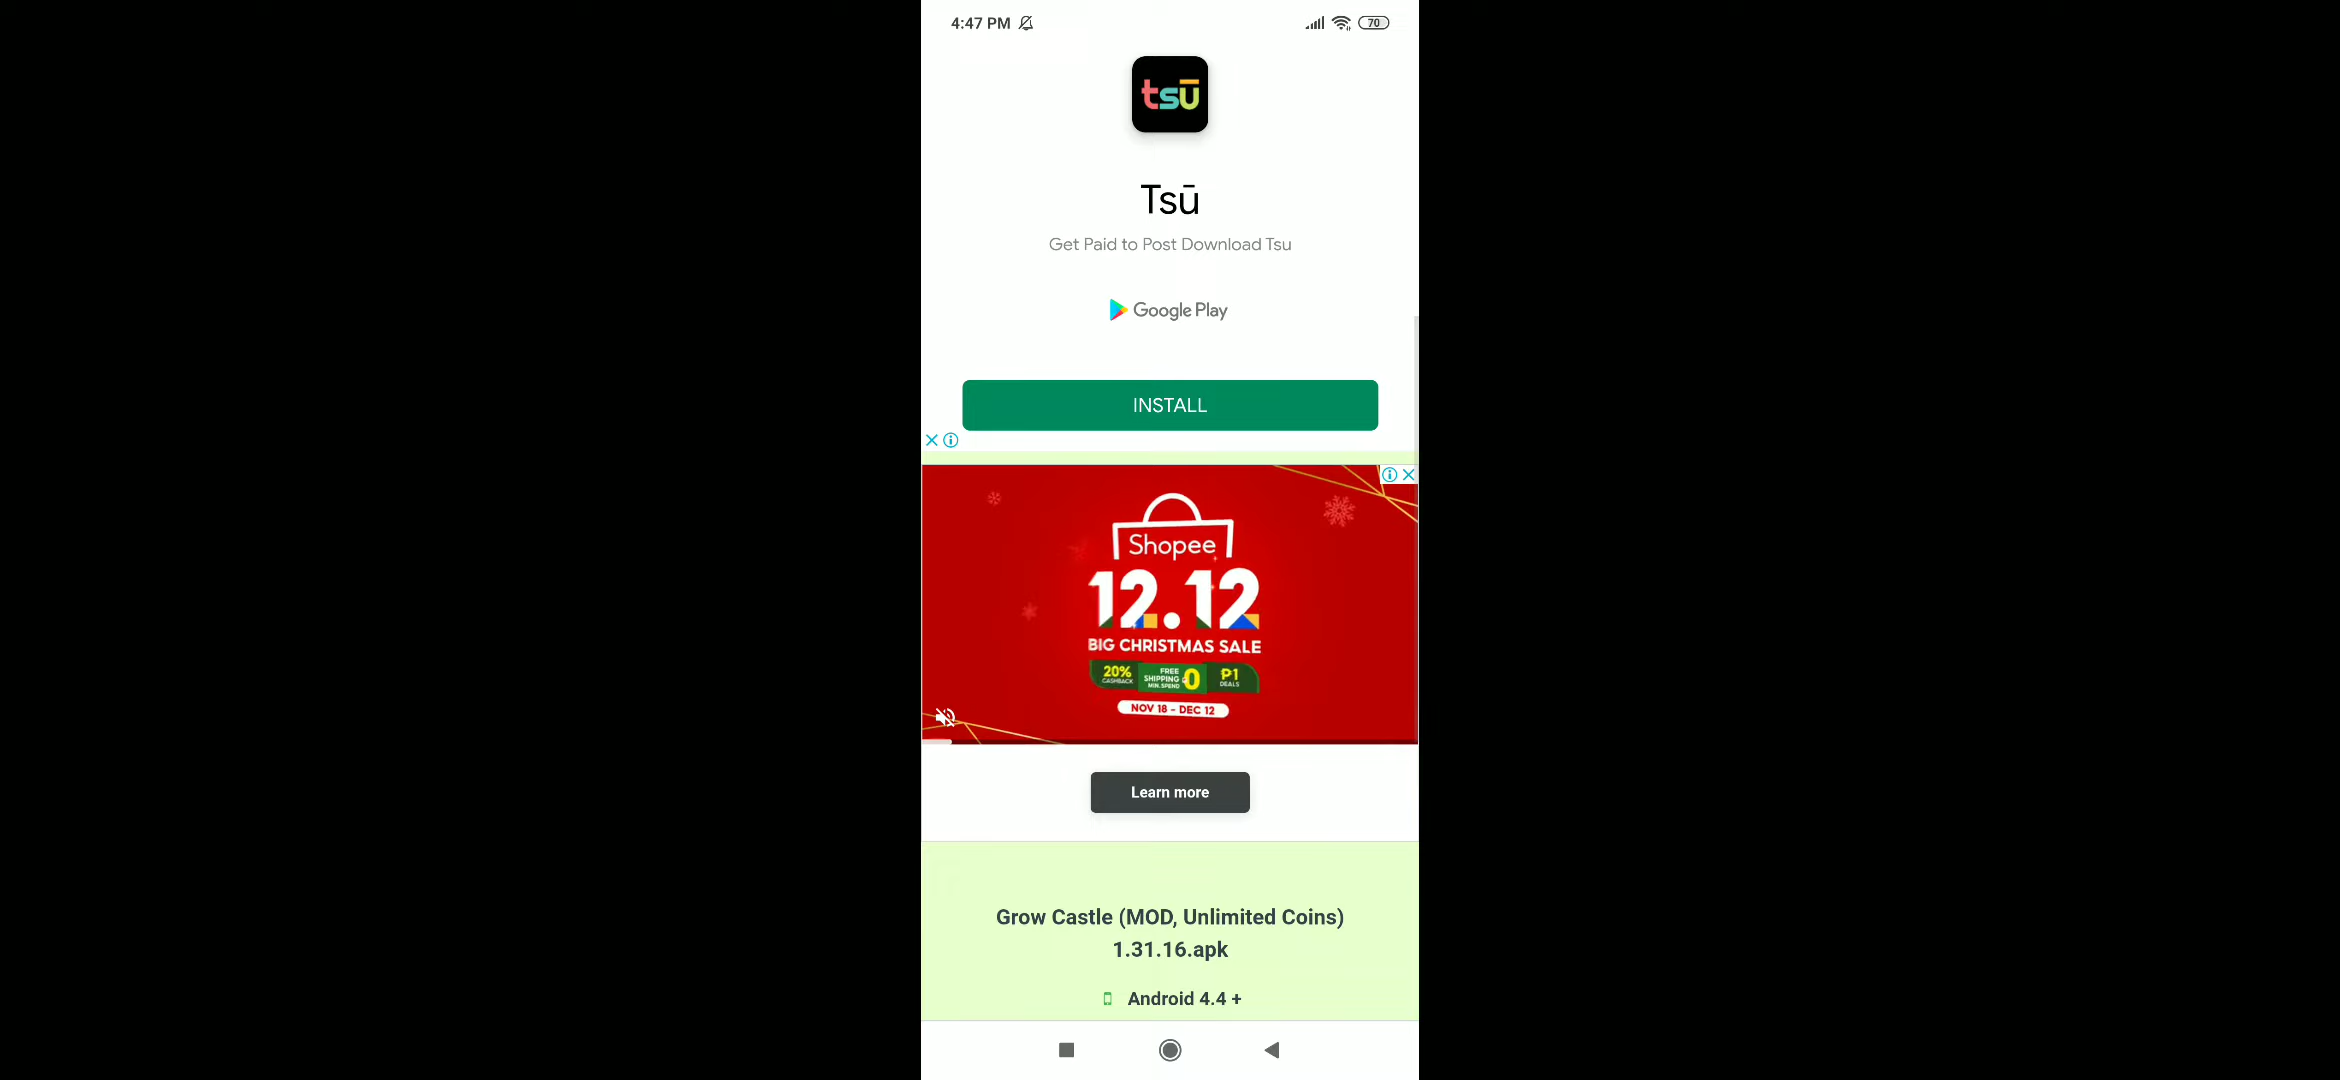 4:47 PM
70
tsū
Tsū
Get Paid to Post Download Tsu
Google Play
INSTALL
Shopee
12.12
BIG CHRISTMAS SALE
20%
CASHBACK
FREE
SHIPPING
MIN. SPEND
0
₱1
DEALS
NOV 18 - DEC 12
Learn more
Grow Castle (MOD, Unlimited Coins)
1.31.16.apk
Android 4.4 +